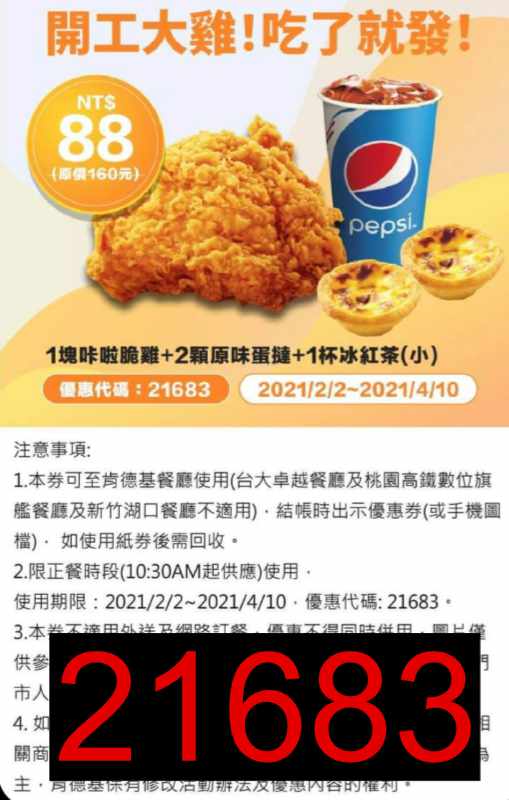 開工大雞!吃了就發!
NT$
88
(原價160元)
pepsi
1塊咔啦脆雞+2顆原味蛋撻+1杯冰紅茶(小)
優惠代碼：21683
2021/2/2~2021/4/10
注意事項:
1.本券可至肯德基餐廳使用(台大卓越餐廳及桃園高鐵數位旗
艦餐廳及新竹湖口餐廳不適用)，結帳時出示優惠券(或手機圖
檔)，如使用紙券後需回收。
2.限正餐時段(10:30AM起供應)使用，
使用期限：2021/2/2~2021/4/10，優惠代碼: 21683。
3.本券不適用外送及網路訂餐，優惠不得同時併用，圖片僅
供參
市人
4. 如
關商
21683
主，肯德基保有修改活動辦法及優惠內容的權利。